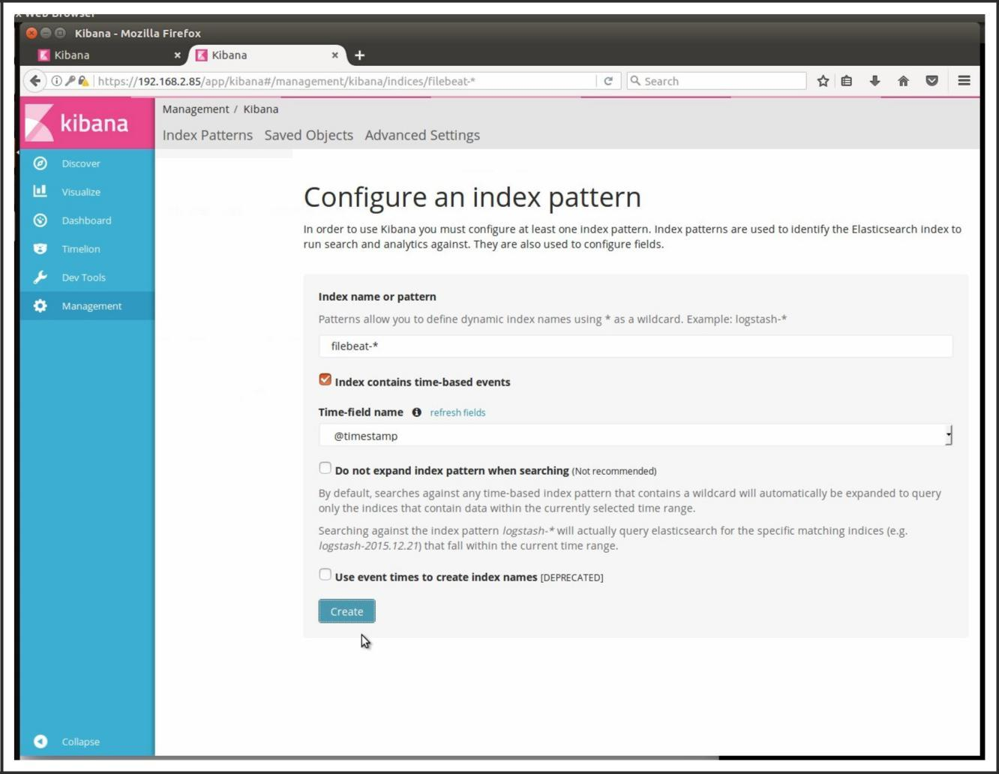 x Web Browser
Kibana - Mozilla Firefox
Kibana
Kibana
https://192.168.2.85/app/kibana#/management/kibana/indices/filebeat-*
Search
kibana
Management / Kibana
Index Patterns Saved Objects Advanced Settings
Discover
Visualize
Dashboard
Timelion
Dev Tools
Management
Collapse
Configure an index pattern
In order to use Kibana you must configure at least one index pattern. Index patterns are used to identify the Elasticsearch index to
run search and analytics against. They are also used to configure fields.
Index name or pattern
Patterns allow you to define dynamic index names using * as a wildcard. Example: logstash-*
filebeat-*
Index contains time-based events
Time-field name refresh fields
@timestamp
Do not expand index pattern when searching (Not recommended)
By default, searches against any time-based index pattern that contains a wildcard will automatically be expanded to query
only the indices that contain data within the currently selected time range.
Searching against the index pattern logstash-* will actually query elasticsearch for the specific matching indices (e.g.
logstash-2015.12.21) that fall within the current time range.
Use event times to create index names [DEPRECATED]
Create